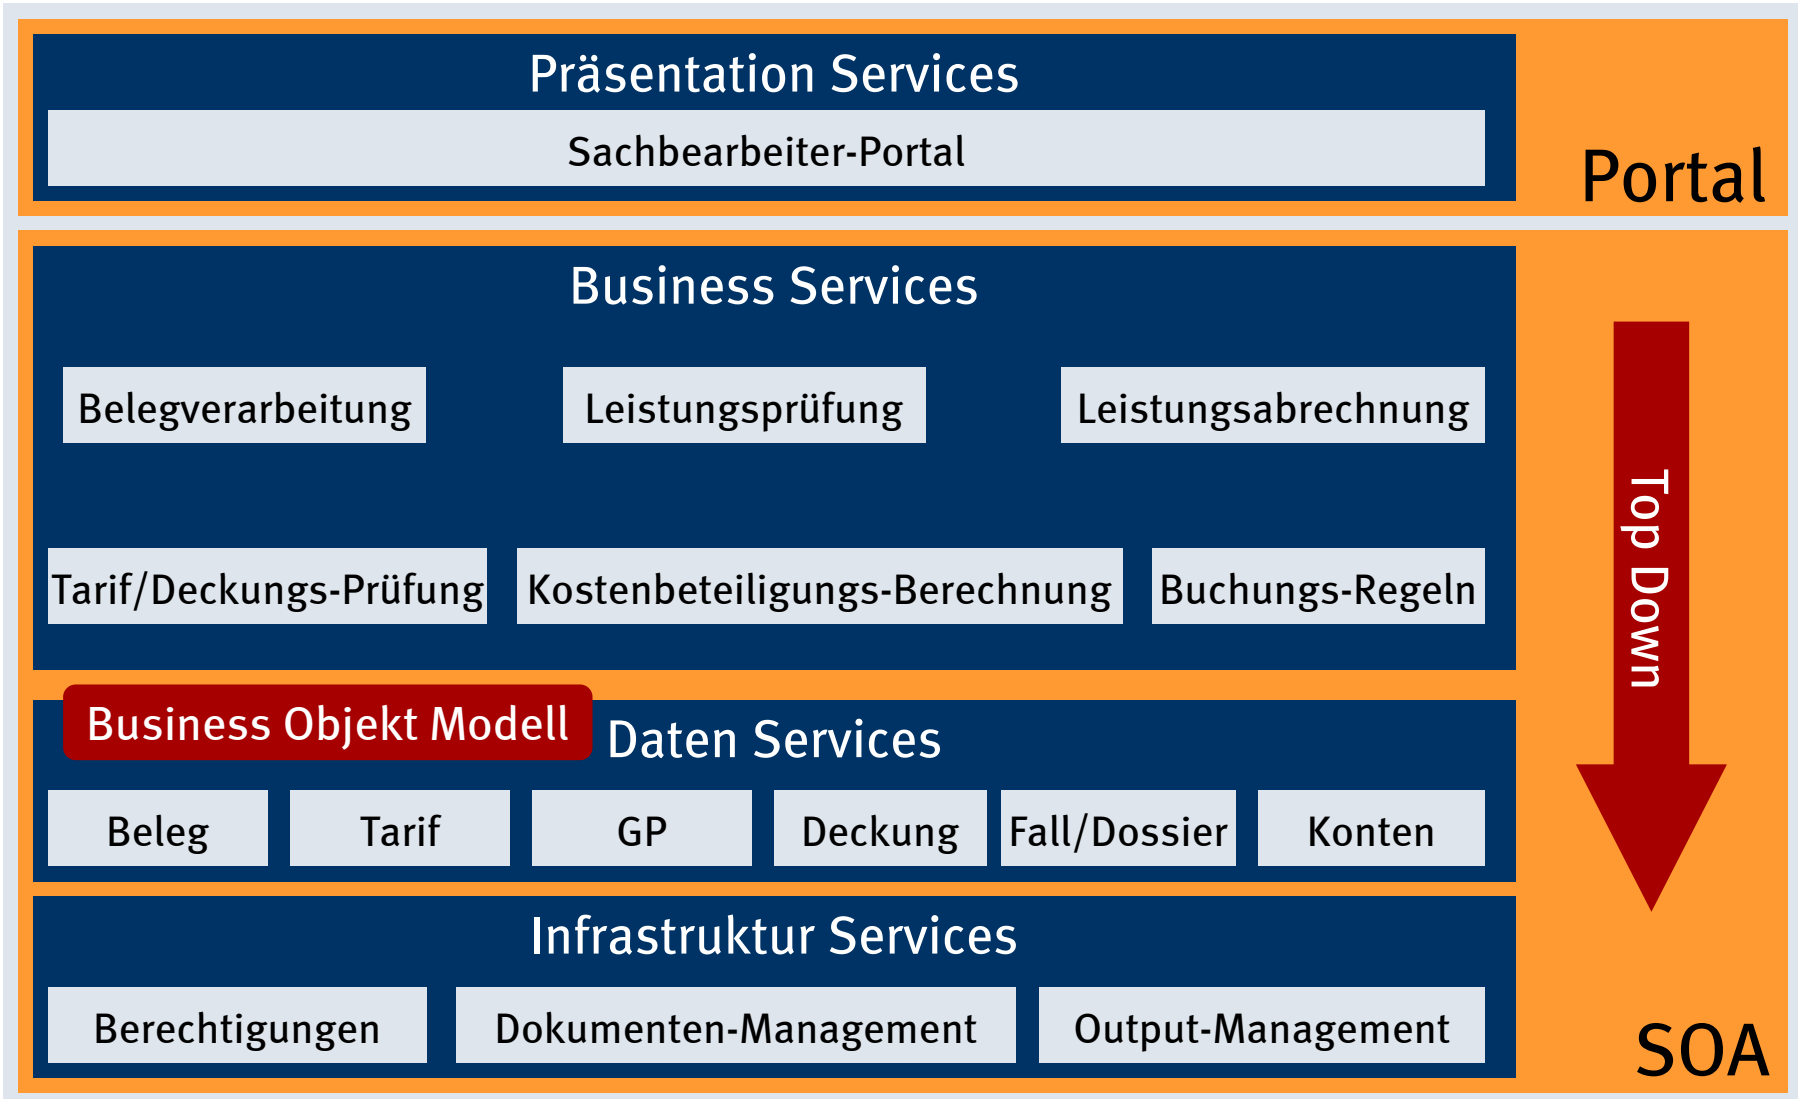 Präsentation Services
Sachbearbeiter-Portal
Portal
Business Services
Belegverarbeitung
Leistungsprüfung
Leistungsabrechnung
Tarif/Deckungs-Prüfung
Kostenbeteiligungs-Berechnung
Buchungs-Regeln
Top Down
Business Objekt Modell
Daten Services
Beleg
Tarif
GP
Deckung
Fall/Dossier
Konten
Infrastruktur Services
Berechtigungen
Dokumenten-Management
Output-Management
SOA